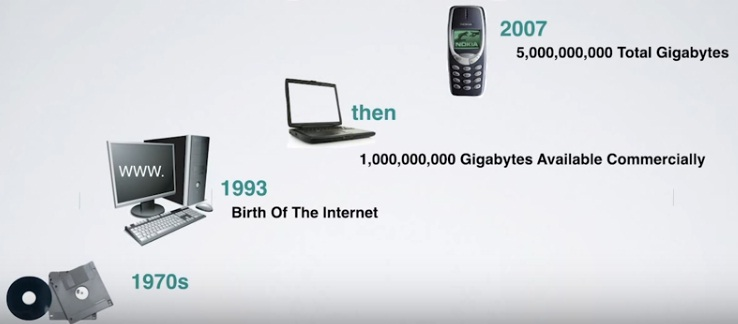 2007
5,000,000,000 Total Gigabytes
NOKIA
then
1,000,000,000 Gigabytes Available Commercially
www.
1993
Birth Of The Internet
1970s